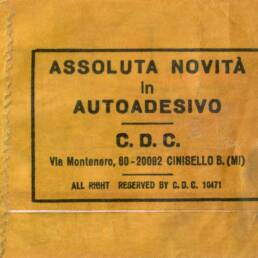 ASSOLUTA NOVITÀ
in
AUTOADESIVO
C. D. C.
Via Montenero, 60 - 20092 CINISELLO B. (MI)
ALL RIGHT RESERVED BY C. D. C. 10471